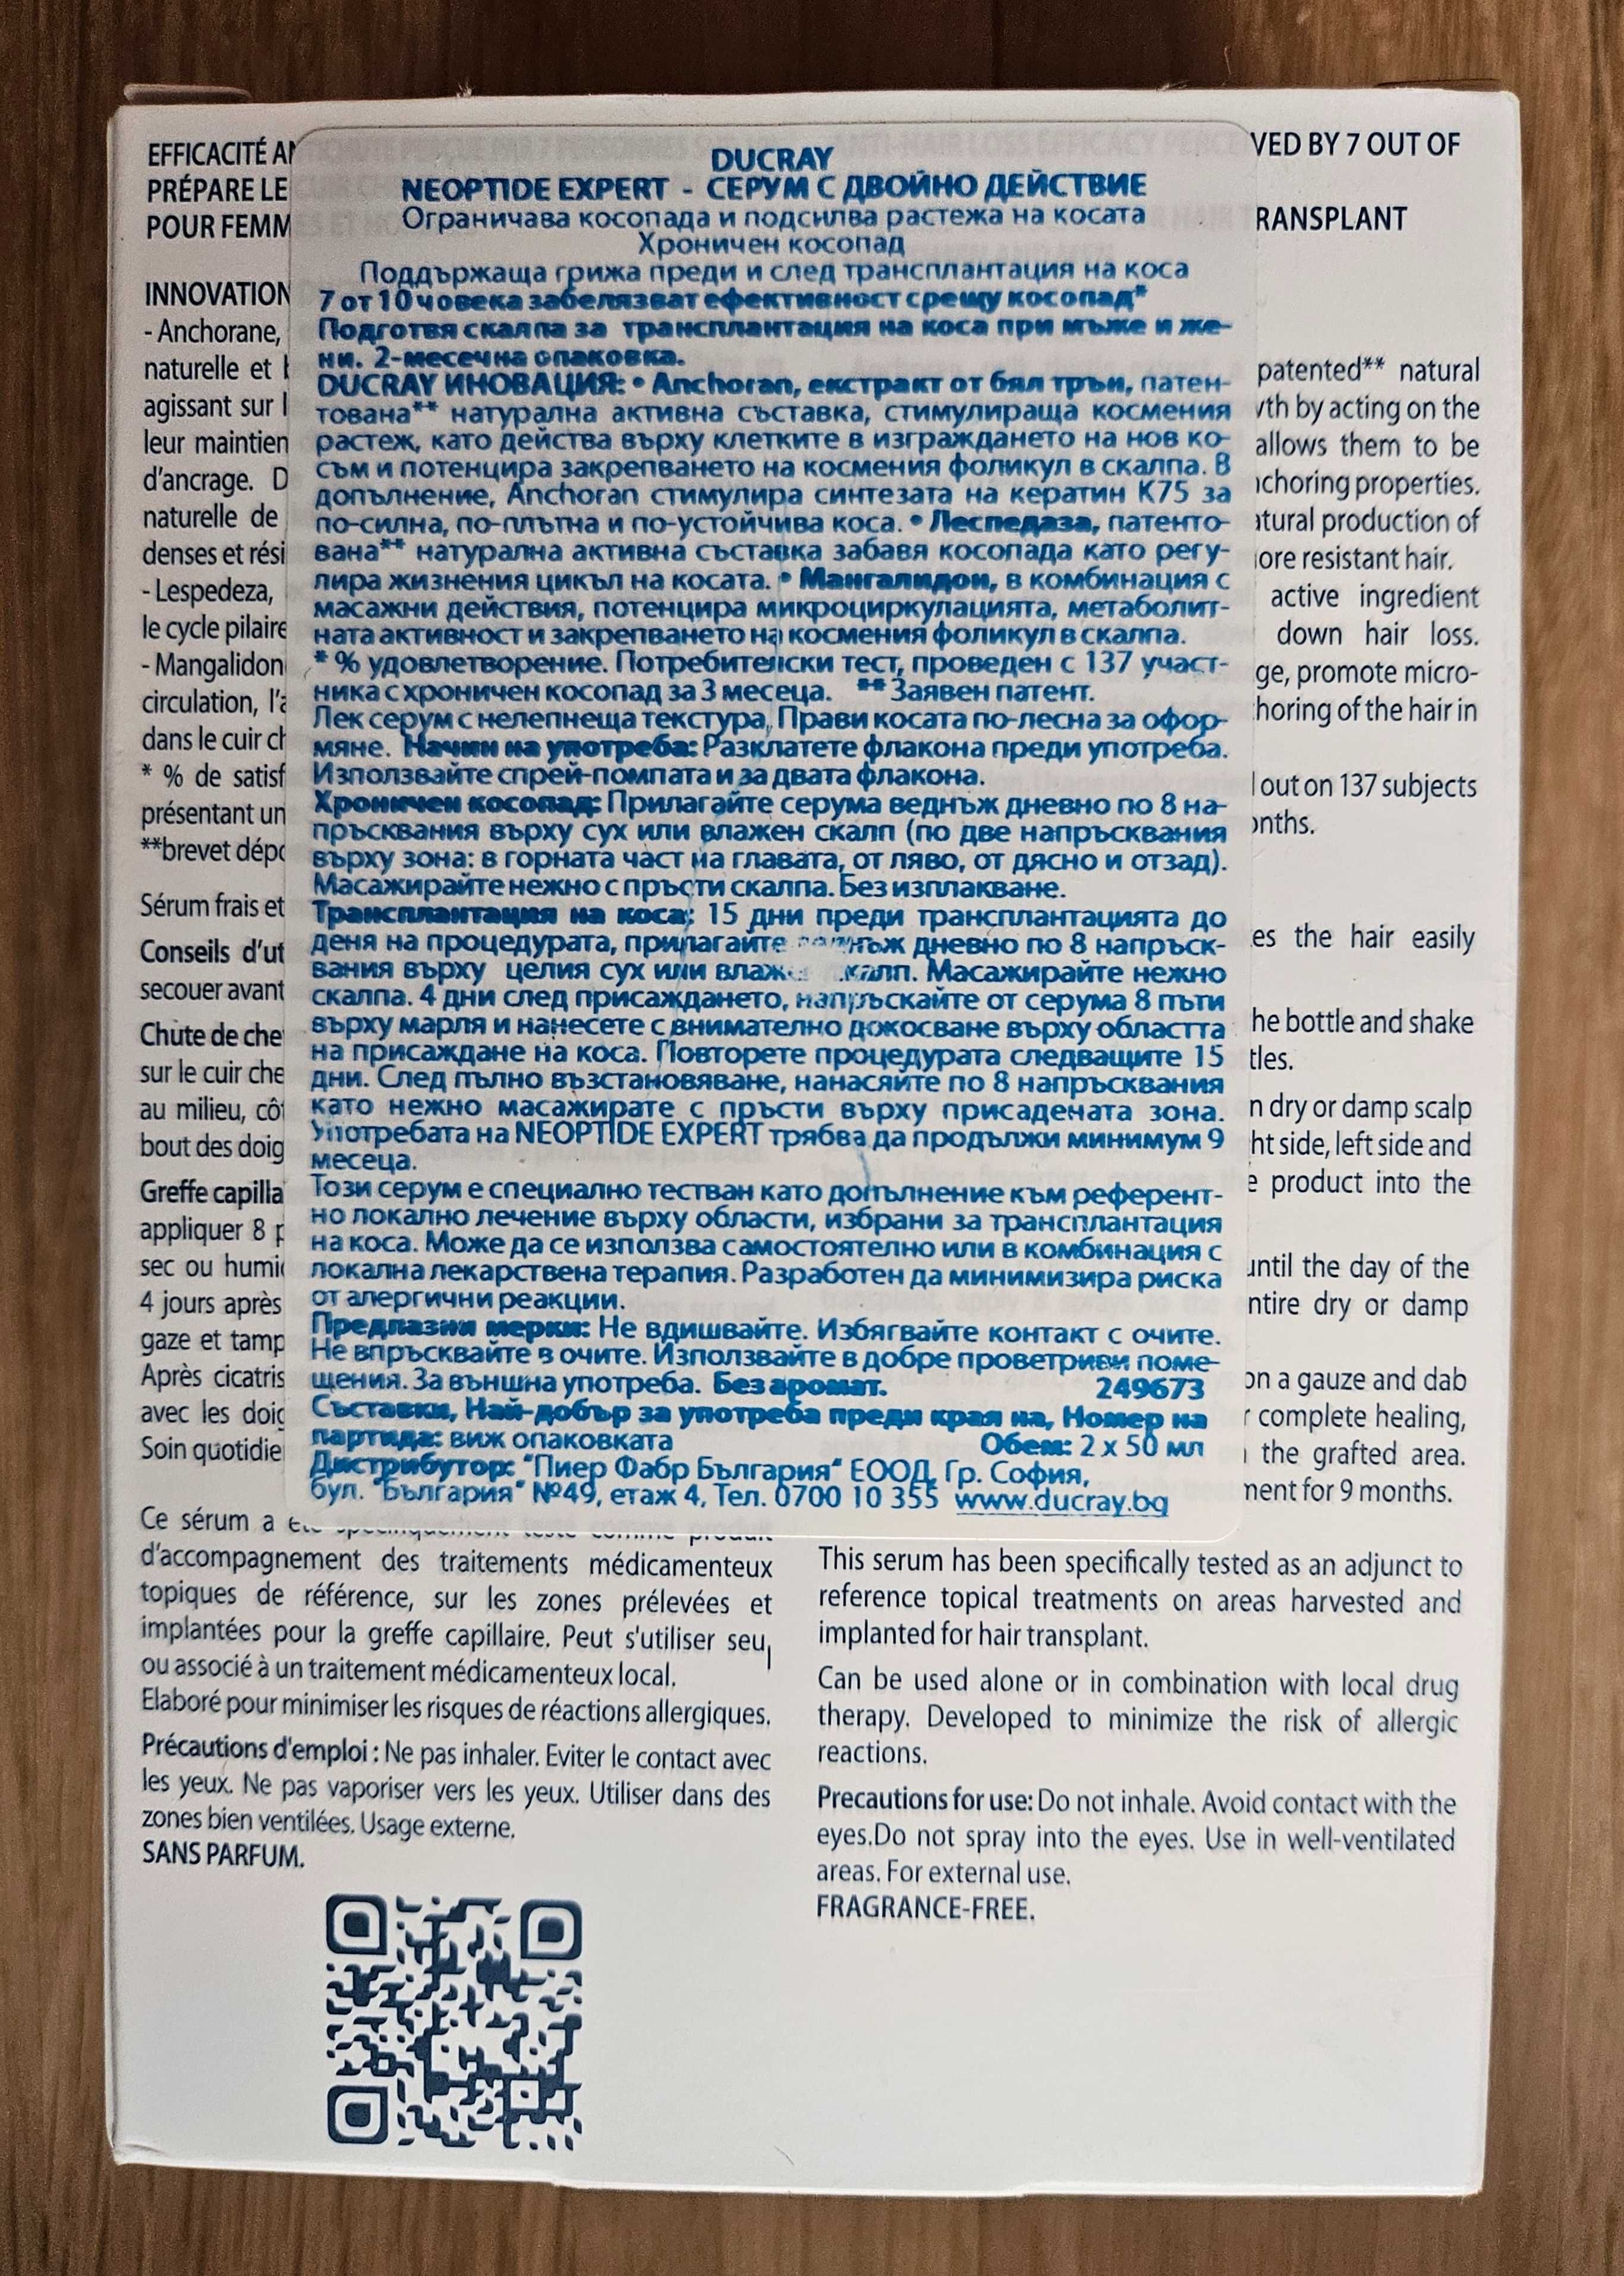 EFFICACITÉ AN
PRÉPARE LE
POUR FEMM
INNOVATION
- Anchorane,
naturelle et
agissant sur l
leur maintien
d’ancrage. D
naturelle de
denses et rési
- Lespedeza,
le cycle pilaire
- Mangalidon
circulation, l’a
dans le cuir ch
* % de satisf
présentant un
**brevet dépo
Sérum frais et
Conseils d’ut
secouer avant
Chute de che
sur le cuir che
au milieu, cô
bout des doig
Greffe capilla
appliquer 8 p
sec ou humi
4 jours après
gaze et tamp
Après cicatris
avec les doig
Soin quotidie
DUCRAY
NEOPTIDE EXPERT - СЕРУМ С ДВОЙНО ДЕЙСТВИЕ
Ограничава косопада и подсилва растежа на косата
Хроничен косопад
Поддържаща грижа преди и след трансплантация на коса
7 от 10 човека забелязват ефективност срещу косопад*
Подготвя скалпа за трансплантация на коса при мъже и же-
ни. 2-месечна опаковка.
DUCRAY ИНОВАЦИЯ: • Anchoran, екстракт от бял трън, патен-
тована** натурална активна съставка, стимулираща космения
растеж, като действа върху клетките в изграждането на нов ко-
съм и потенцира закрепването на космения фоликул в скалпа. В
допълнение, Anchoran стимулира синтезата на кератин К75 за
по-силна, по-плътна и по-устойчива коса. • Леспедаза, патенто-
вана** натурална активна съставка забавя косопада като регу-
лира жизнения цикъл на косата. • Мангалидон, в комбинация с
масажни действия, потенцира микроциркулацията, метаболит-
ната активност и закрепването на космения фоликул в скалпа.
* % удовлетворение. Потребителски тест, проведен с 137 участ-
ника с хроничен косопад за 3 месеца. ** Заявен патент.
Лек серум с нелепнеща текстура, Прави косата по-лесна за офор-
мяне. Начин на употреба: Разклатете флакона преди употреба.
Използвайте спрей-помпата и за двата флакона.
Хроничен косопад: Прилагайте серума веднъж дневно по 8 на-
пръсквания върху сух или влажен скалп (по две напръсквания
върху зона: в горната част на главата, от ляво, от дясно и отзад).
Масажирайте нежно с пръсти скалпа. Без изплакване.
Трансплантация на коса: 15 дни преди трансплантацията до
деня на процедурата, прилагайте веднъж дневно по 8 напръск-
вания върху целия сух или влажен скалп. Масажирайте нежно
скалпа. 4 дни след присаждането, напръскайте от серума 8 пъти
върху марля и нанесете с внимателно докосване върху областта
на присаждане на коса. Повторете процедурата следващите 15
дни. След пълно възстановяване, нанасяйте по 8 напръсквания
като нежно масажирате с пръсти върху присадената зона.
Употребата на NEOPTIDE EXPERT трябва да продължи минимум 9
месеца.
Този серум е специално тестван като допълнение към референт-
но локално лечение върху области, избрани за трансплантация
на коса. Може да се използва самостоятелно или в комбинация с
локална лекарствена терапия. Разработен да минимизира риска
от алергични реакции.
Предпазни мерки: Не вдишвайте. Избягвайте контакт с очите.
Не впръсквайте в очите. Използвайте в добре проветриви поме-
щения. За външна употреба. Без аромат. 249673
Съставки, Най-добър за употреба преди края на, Номер на
партида: виж опаковката Обем: 2 x 50 мл
Дистрибутор: "Пиер Фабр България" ЕООД, Гр. София,
бул. "България" №49, етаж 4, Тел. 0700 10 355 www.ducray.bg
VED BY 7 OUT OF
RANSPLANT
patented** natural
th by acting on the
allows them to be
choring properties.
atural production of
ore resistant hair.
active ingredient
down hair loss.
ge, promote micro-
horing of the hair in
out on 137 subjects
onths.
es the hair easily
he bottle and shake
tles.
n dry or damp scalp
ht side, left side and
e product into the
until the day of the
ntire dry or damp
on a gauze and dab
r complete healing,
the grafted area.
ment for 9 months.
Ce sérum a été spécifiquement testé comme produit
d’accompagnement des traitements médicamenteux
topiques de référence, sur les zones prélevées et
implantées pour la greffe capillaire. Peut s'utiliser seul
ou associé à un traitement médicamenteux local.
Elaboré pour minimiser les risques de réactions allergiques.
Précautions d'emploi : Ne pas inhaler. Eviter le contact avec
les yeux. Ne pas vaporiser vers les yeux. Utiliser dans des
zones bien ventilées. Usage externe.
SANS PARFUM.
This serum has been specifically tested as an adjunct to
reference topical treatments on areas harvested and
implanted for hair transplant.
Can be used alone or in combination with local drug
therapy. Developed to minimize the risk of allergic
reactions.
Precautions for use: Do not inhale. Avoid contact with the
eyes.Do not spray into the eyes. Use in well-ventilated
areas. For external use.
FRAGRANCE-FREE.